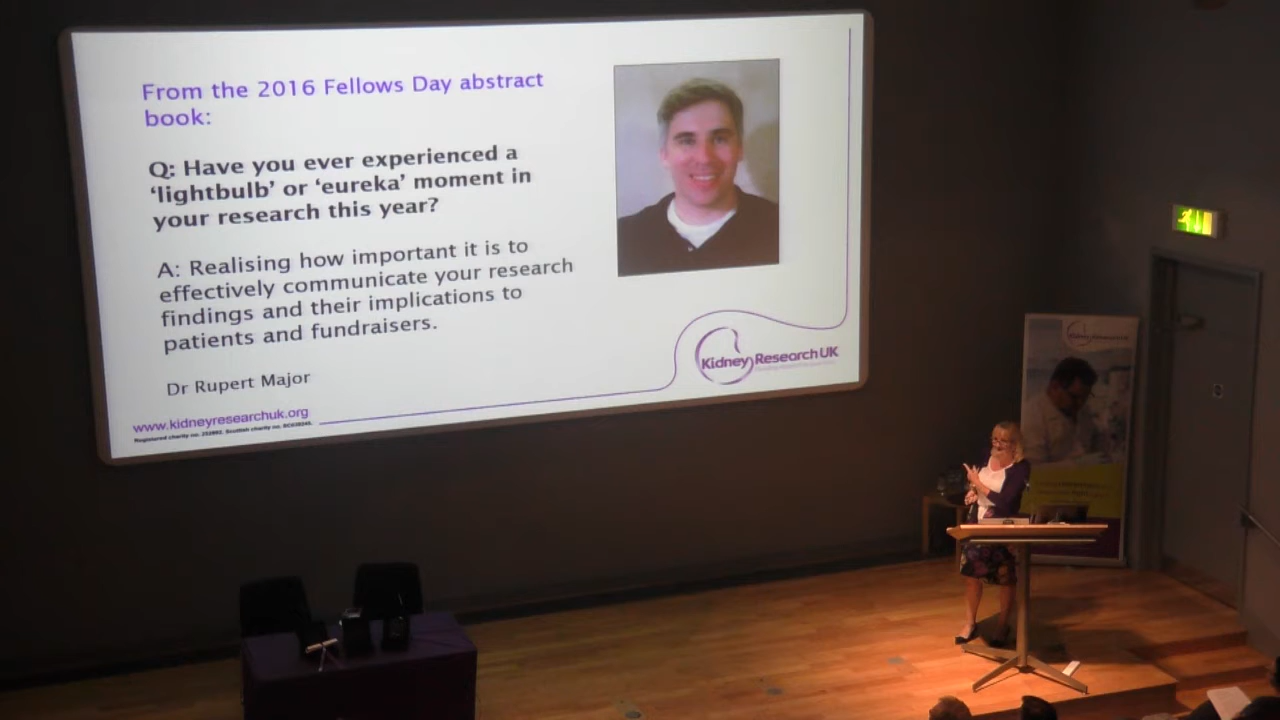 From the 2016 Fellows Day abstract
book:
Q: Have you ever experienced a
‘lightbulb’ or ‘eureka’ moment in
your research this year?
A: Realising how important it is to
effectively communicate your research
findings and their implications to
patients and fundraisers.
Dr Rupert Major
Kidney Research UK
www.kidneyresearchuk.org